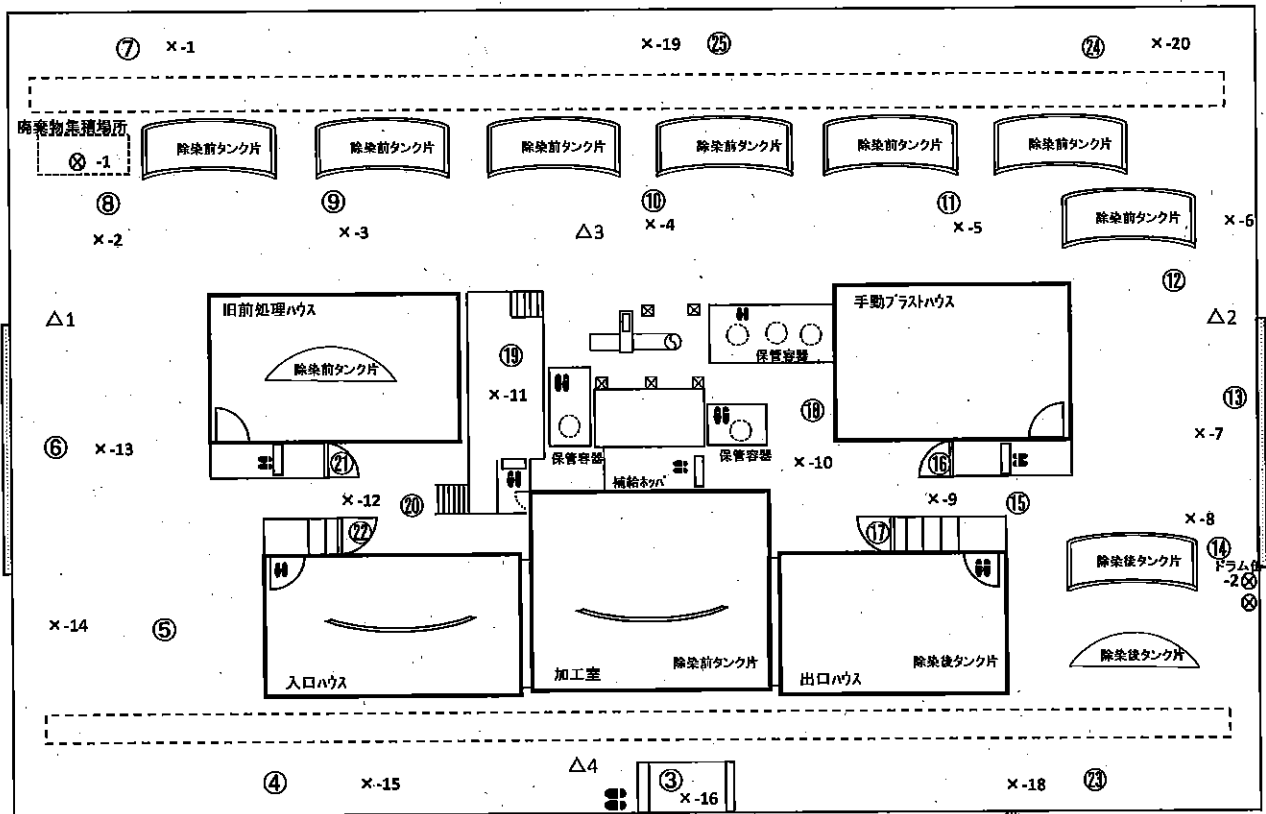 ⑦ ×-1 ×-19 ㉕ ㉔ ×-20
廃棄物集積場所
⊗ -1
除染前タンク片
除染前タンク片
除染前タンク片
除染前タンク片
除染前タンク片
除染前タンク片
⑧ ⑨ ⑩ ⑪
×-2 ×-3 △3 ×-4 ×-5
除染前タンク片
×-6
⑫
△1
△2
旧前処理ハウス
除染前タンク片
⑲
×-11
手動ブラストハウス
保管容器
⑱
⑬
×-7
⑥ ×-13
㉑
保管容器
保管容器
補給ホッパ
×-10
⑯
×-12 ⑳
×-9 ⑮
㉒
⑰
×-8
⑭
除染後タンク片
-2
×-14 ⑤
入口ハウス
加工室
除染前タンク片
出口ハウス
除染後タンク片
除染後タンク片
④ ×-15 △4 ③ ×-16 ×-18 ㉓